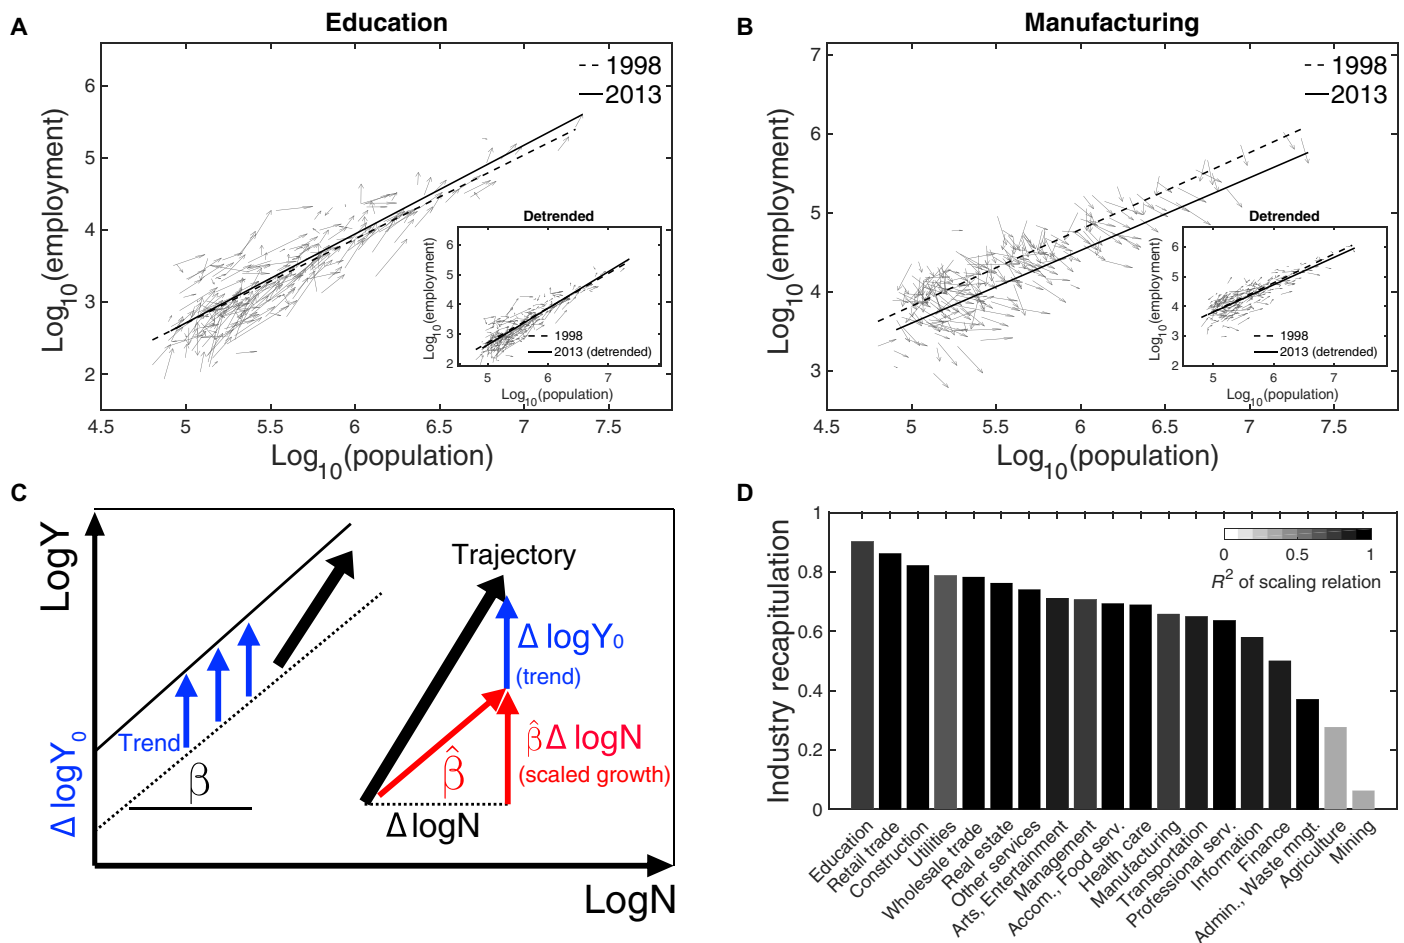 A
Education
1998
2013
Log10(employment)
6
5
4
3
2
4.5 5 5.5 6 6.5 7 7.5
Log10(population)
Detrended
Log10(employment)
6
5
4
3
2
1998
2013 (detrended)
5 6 7
Log10(population)
B
Manufacturing
1998
2013
Log10(employment)
7
6
5
4
3
4.5 5 5.5 6 6.5 7 7.5
Log10(population)
Detrended
Log10(employment)
6
5
4
3
2
1998
2013 (detrended)
5 6 7
Log10(population)
C
LogY
Δ logY0
Trend
β
Trajectory
Δ logY0
(trend)
β̂ Δ logN
(scaled growth)
β̂
Δ logN
LogN
D
Industry recapitulation
1
0.8
0.6
0.4
0.2
0
0 0.5 1
R2 of scaling relation
Education
Retail trade
Construction
Utilities
Wholesale trade
Real estate
Other services
Arts, Entertainment
Management
Accom., Food serv.
Health care
Manufacturing
Transportation
Professional serv.
Information
Finance
Admin., Waste mngt.
Agriculture
Mining